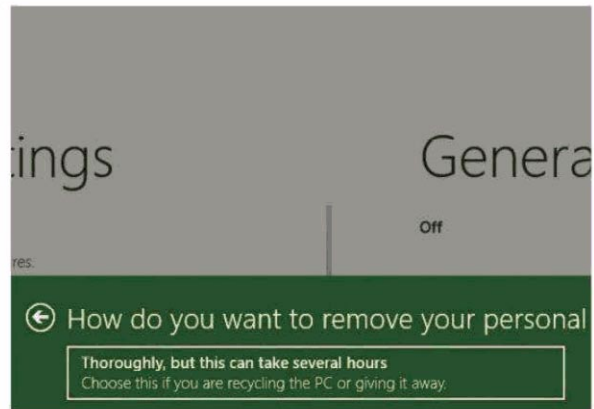 tings
Genera
Off
res.
How do you want to remove your personal
Thoroughly, but this can take several hours
Choose this if you are recycling the PC or giving it away.